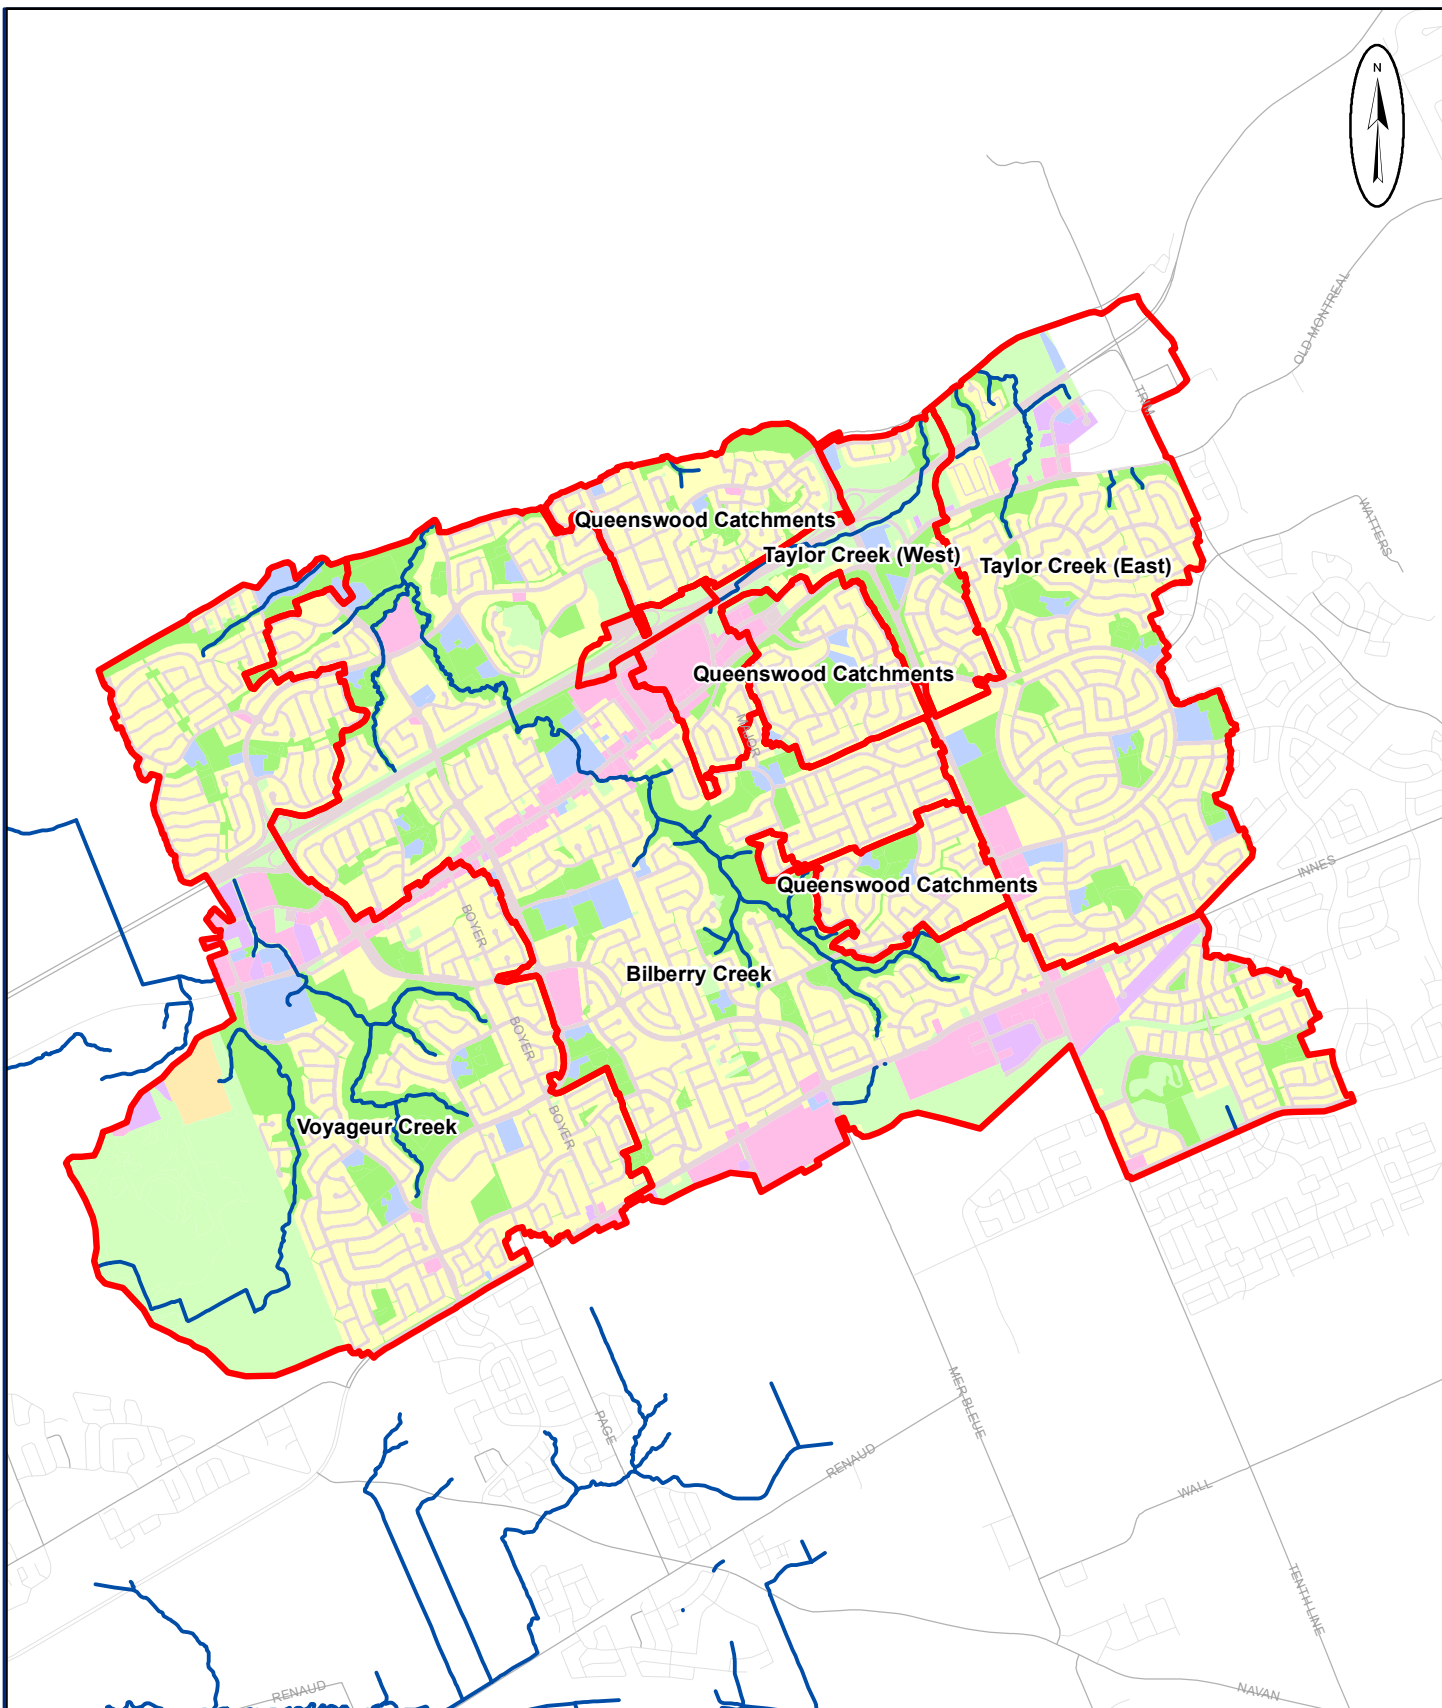 N
OLD MONTREAL
TRIM
WATTERS
Queenswood Catchments
Taylor Creek (West)
Taylor Creek (East)
Queenswood Catchments
MAJOR
INNES
Queenswood Catchments
BOYER
Bilberry Creek
BOYER
BOYER
Voyageur Creek
MER BLEUE
PAGE
RENAUD
WALL
TENTH LINE
RENAUD
NAVAN